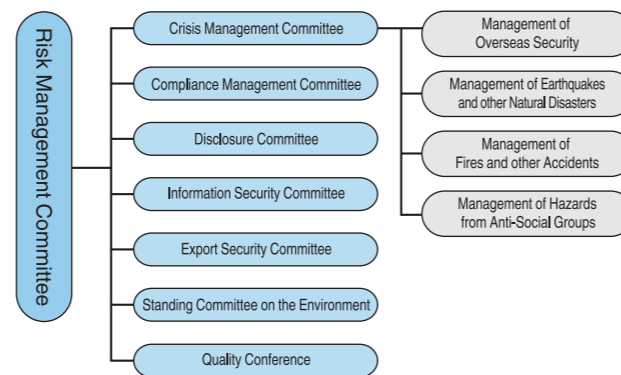 Risk Management Committee
Crisis Management Committee
Compliance Management Committee
Disclosure Committee
Information Security Committee
Export Security Committee
Standing Committee on the Environment
Quality Conference
Management of
Overseas Security
Management of Earthquakes
and other Natural Disasters
Management of
Fires and other Accidents
Management of Hazards
from Anti-Social Groups